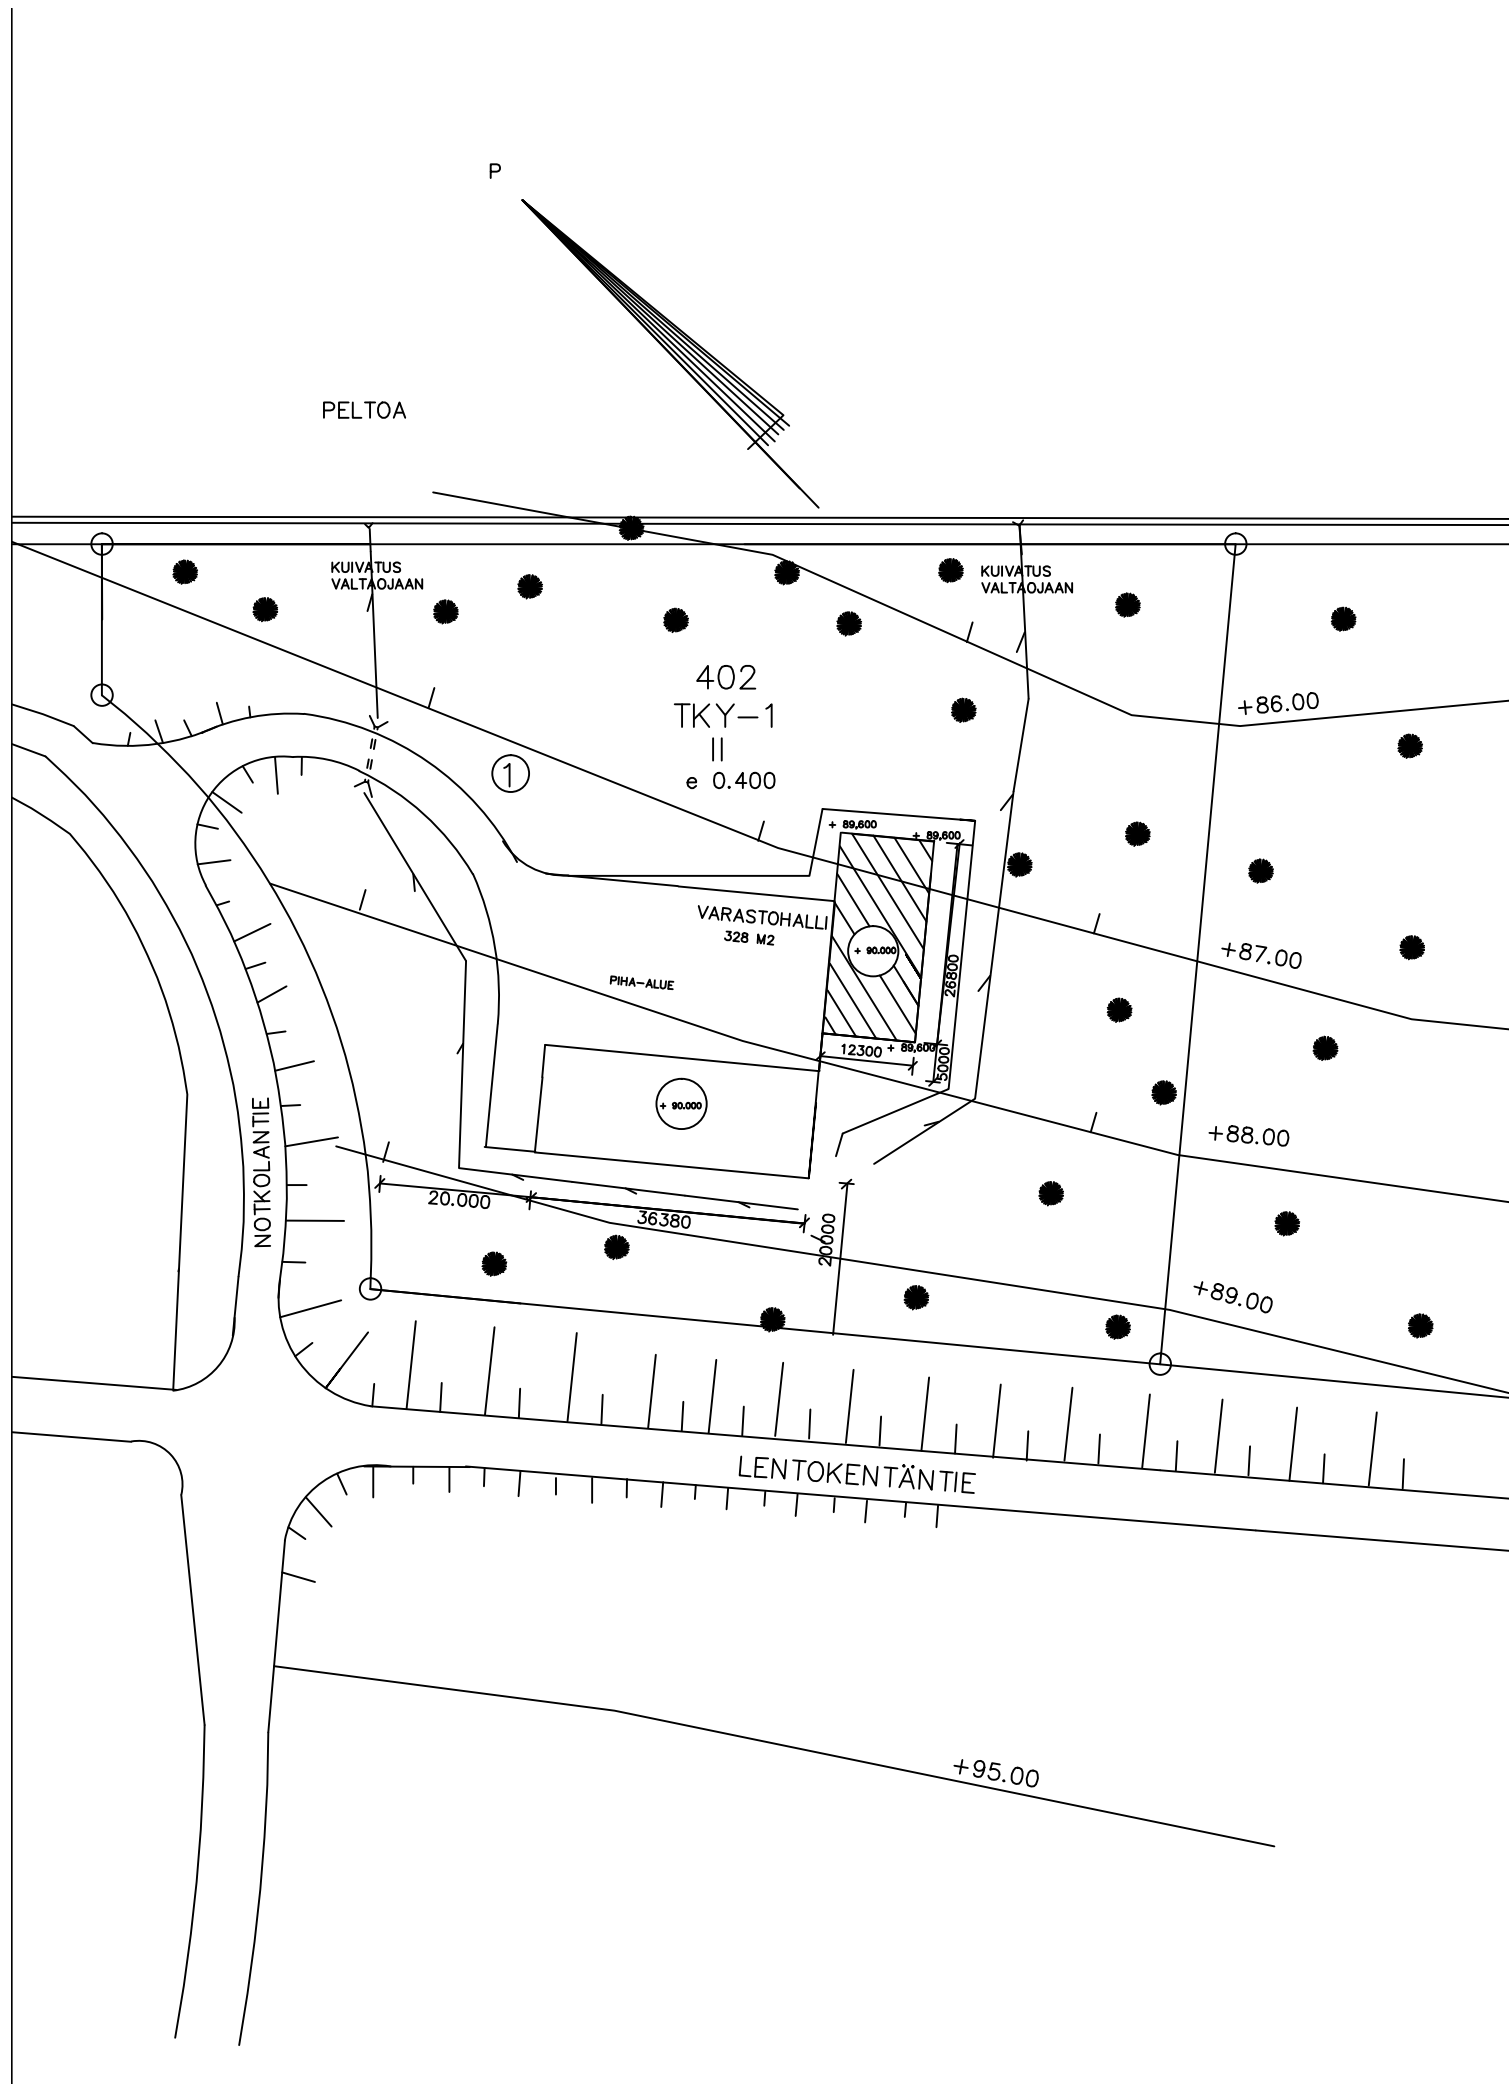 P
PELTOA
KUIVATUS
VALTAOJAAN
KUIVATUS
VALTAOJAAN
402
TKY-1
II
e 0.400
1
+86.00
+ 89,600
+ 89,600
VARASTOHALLI
328 M2
+ 90.000
26800
+87.00
PIHA-ALUE
12300
+ 89,600
5000
+ 90.000
+88.00
NOTKOLANTIE
20.000
36380
20000
+89.00
LENTOKENTÄNTIE
+95.00